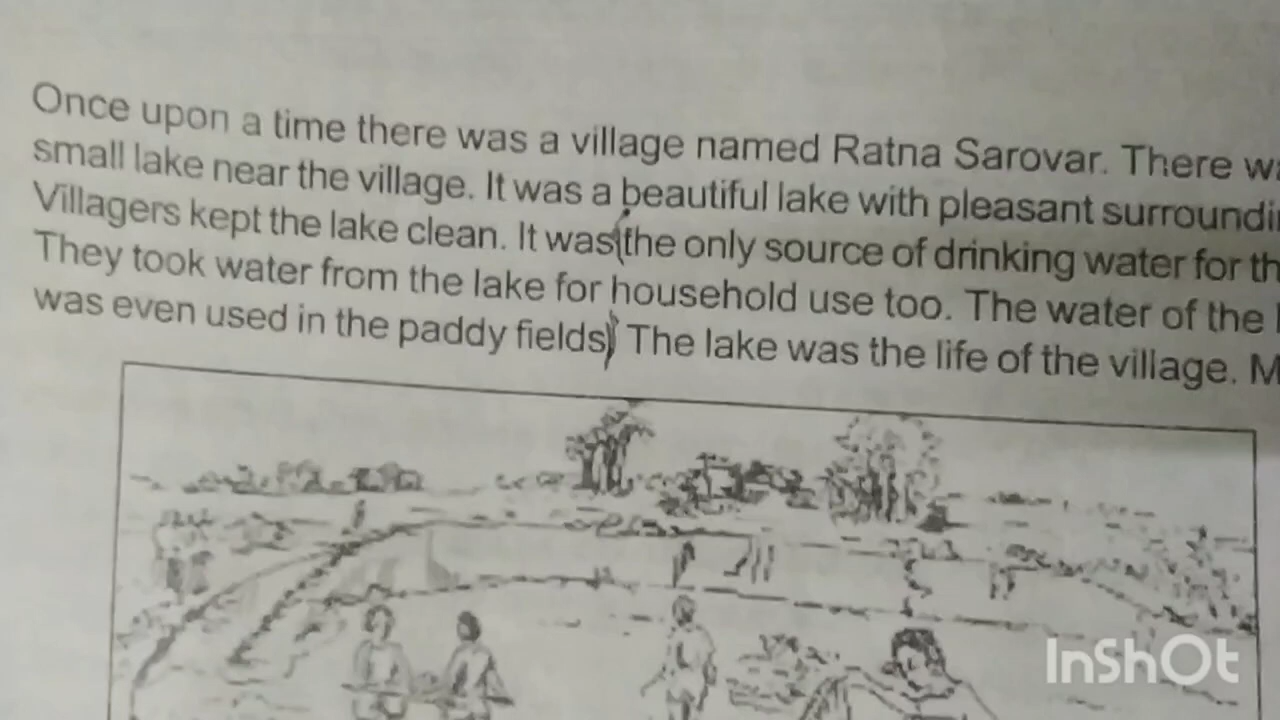 Once upon a time there was a village named Ratna Sarovar. There
small lake near the village. It was a beautiful lake with pleasant
Villagers kept the lake clean. It was the only source of drinking water for
They took water from the lake for household use too. The water of the
was even used in the paddy fields. The lake was the life of the village.
InShOt